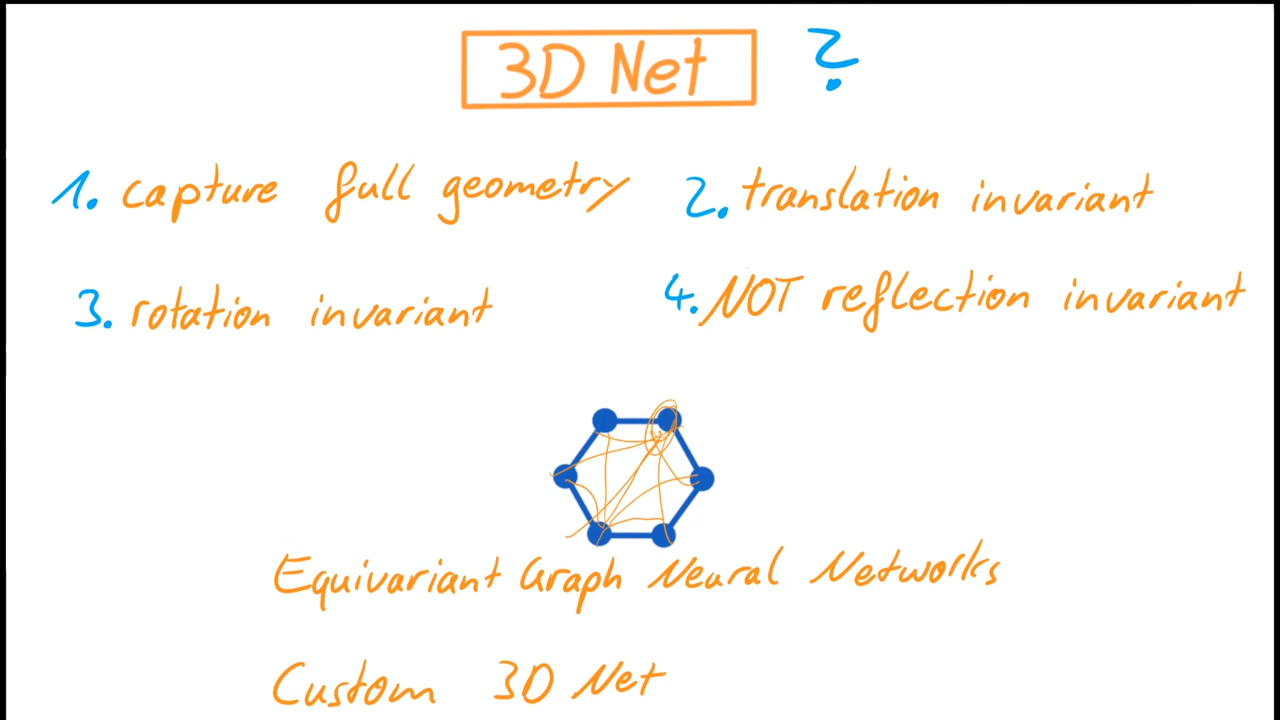 3D Net ?
1. capture full geometry 2. translation invariant
3. rotation invariant 4. NOT reflection invariant
Equivariant Graph Neural Networks
Custom 3D Net